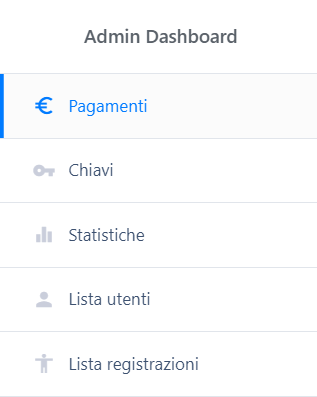 Admin Dashboard
Pagamenti
Chiavi
Statistiche
Lista utenti
Lista registrazioni